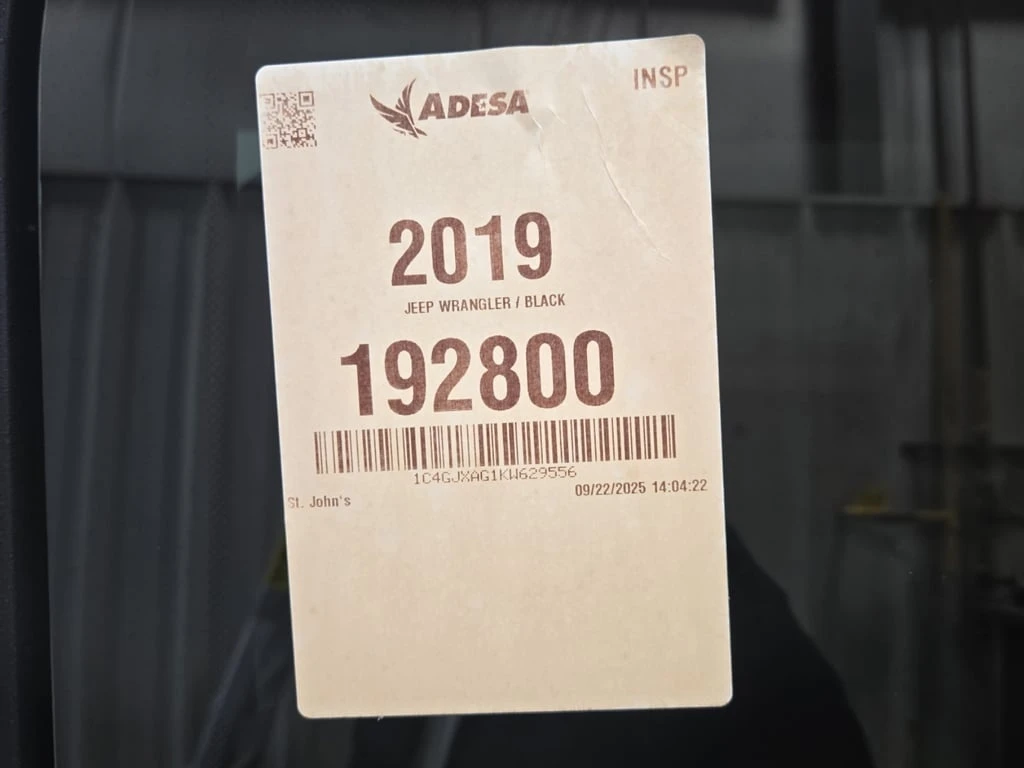 ADESA
INSP
2019
JEEP WRANGLER / BLACK
192800
1C4GJXAG1KW629556
St. John's
09/22/2025 14:04:22